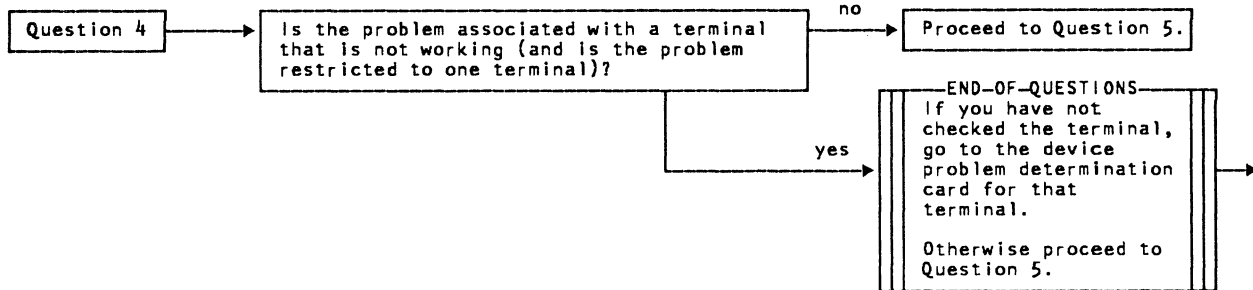 Question 4
Is the problem associated with a terminal
that is not working (and is the problem
restricted to one terminal)?
no
Proceed to Question 5.
yes
END-OF-QUESTIONS
If you have not
checked the terminal,
go to the device
problem determination
card for that
terminal.
Otherwise proceed to
Question 5.